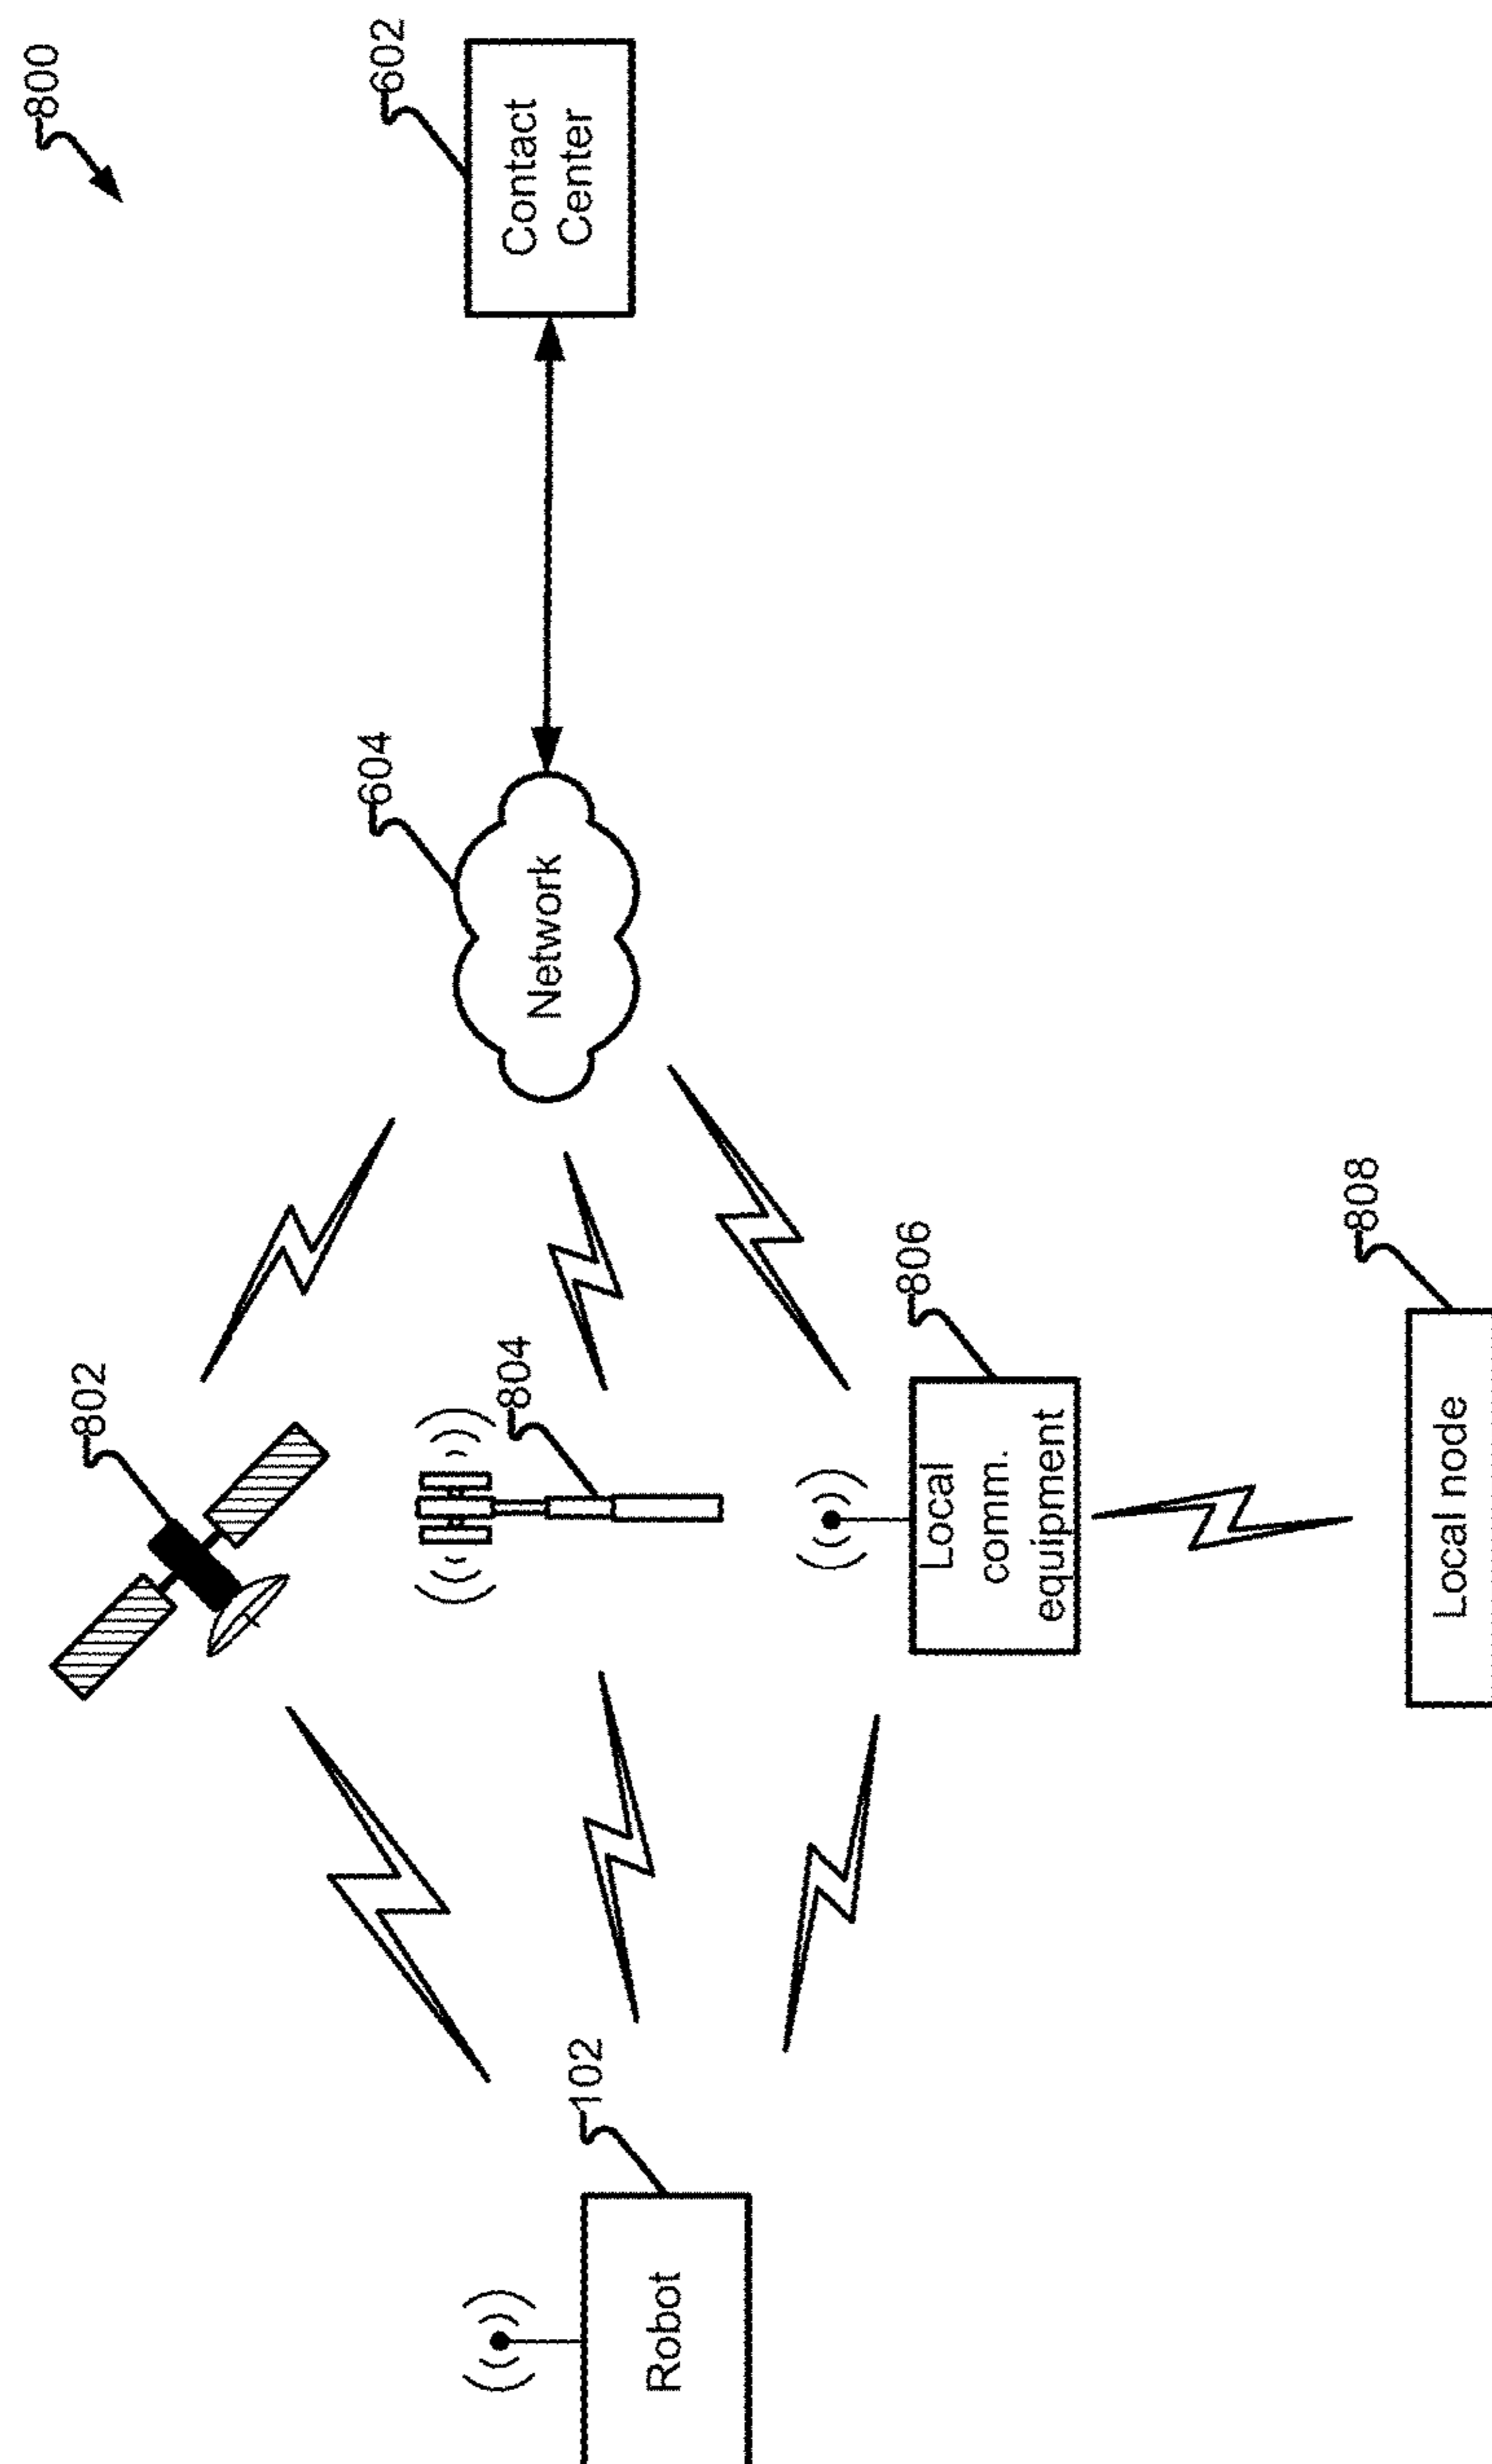 800
602
Contact
Center
604
Network
802
804
806
Local
comm.
equipment
808
Local node
102
Robot